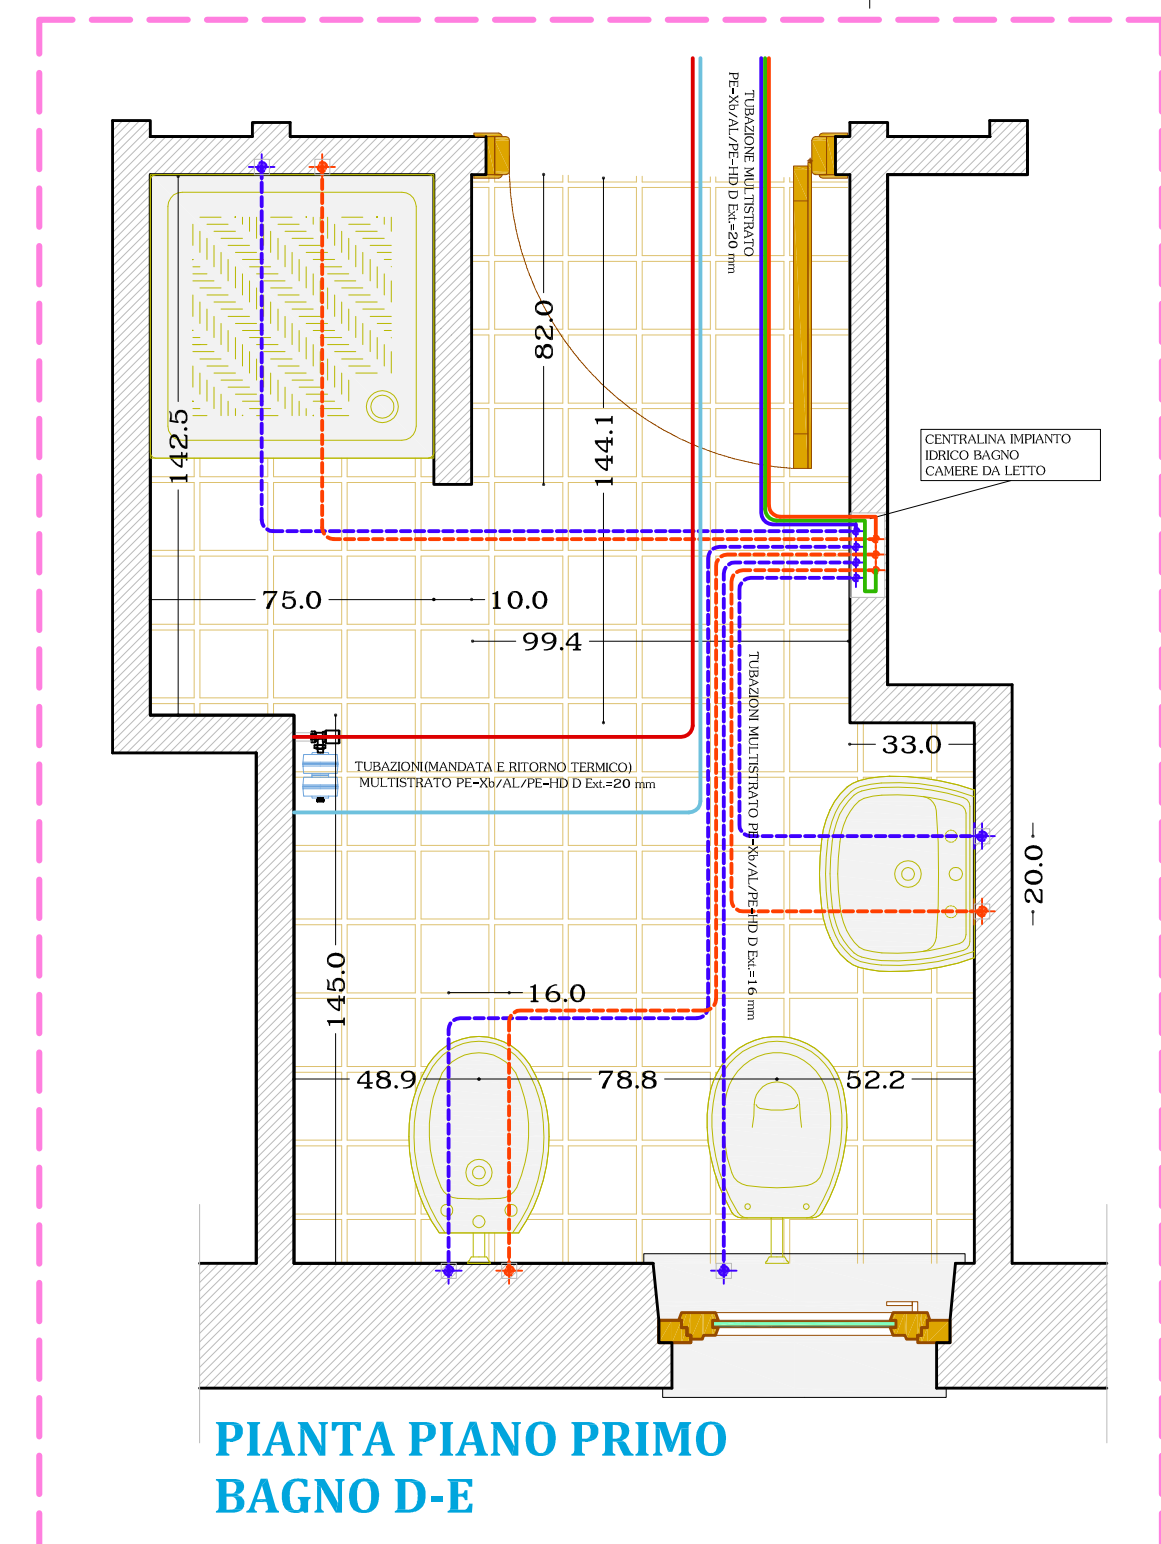 TUBAZIONE MULTISTRATO
PE-Xb/AL/PE-HD D Ext.=20 mm
82.0
142.5
144.1
CENTRALINA IMPIANTO
IDRICO BAGNO
CAMERE DA LETTO
75.0
10.0
99.4
TUBAZIONI MULTISTRATO PE-Xb/AL/PE-HD D Ext.=16 mm
33.0
TUBAZIONI(MANDATA E RITORNO TERMICO)
MULTISTRATO PE-Xb/AL/PE-HD D Ext.=20 mm
20.0
145.0
16.0
48.9
78.8
52.2
PIANTA PIANO PRIMO
BAGNO D-E